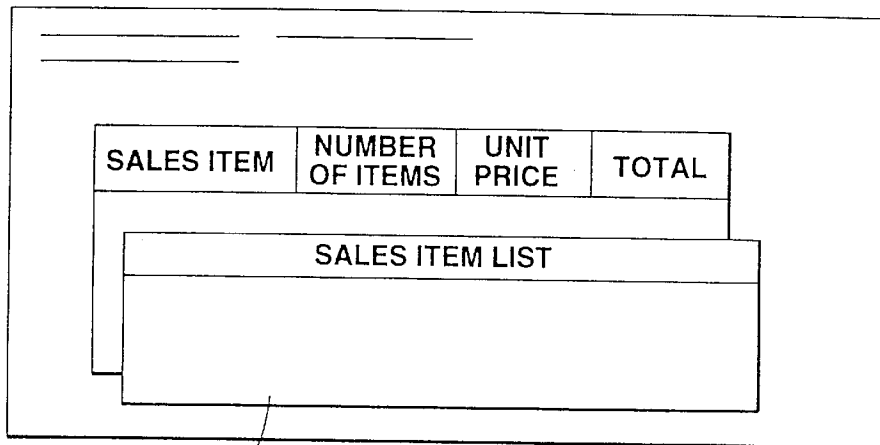 SALES ITEM
NUMBER
OF ITEMS
UNIT
PRICE
TOTAL
SALES ITEM LIST